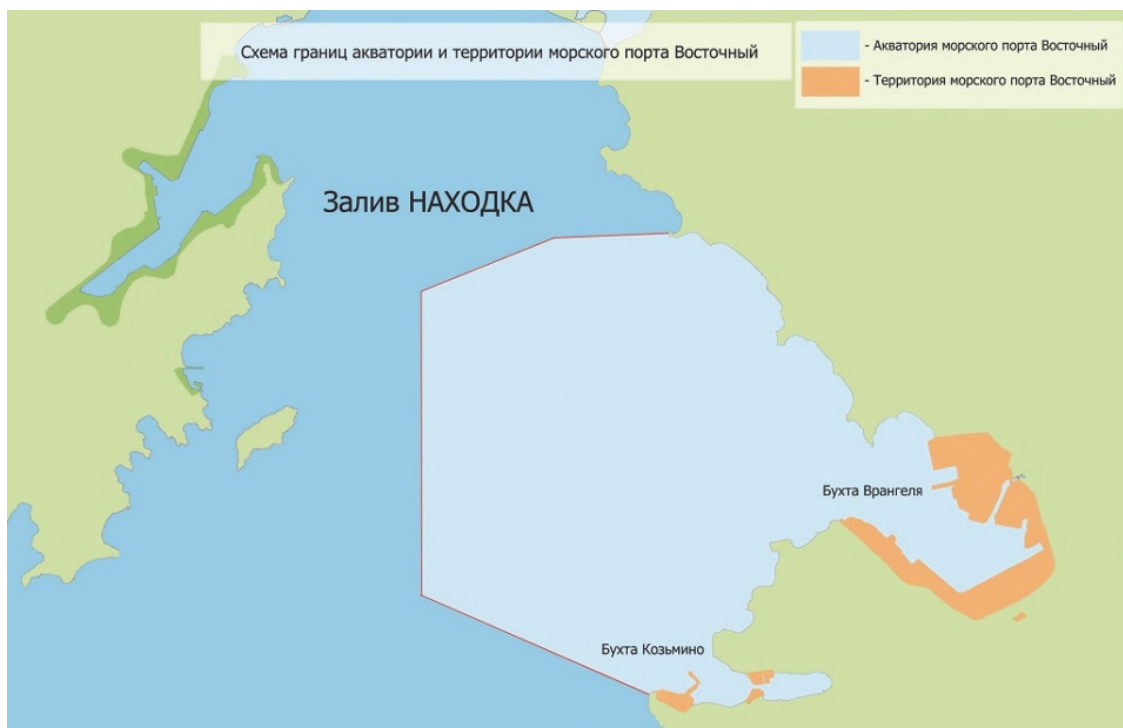 Схема границ акватории и территории морского порта Восточный
- Акватория морского порта Восточный
- Территория морского порта Восточный
Залив НАХОДКА
Бухта Врангеля
Бухта Козьмино